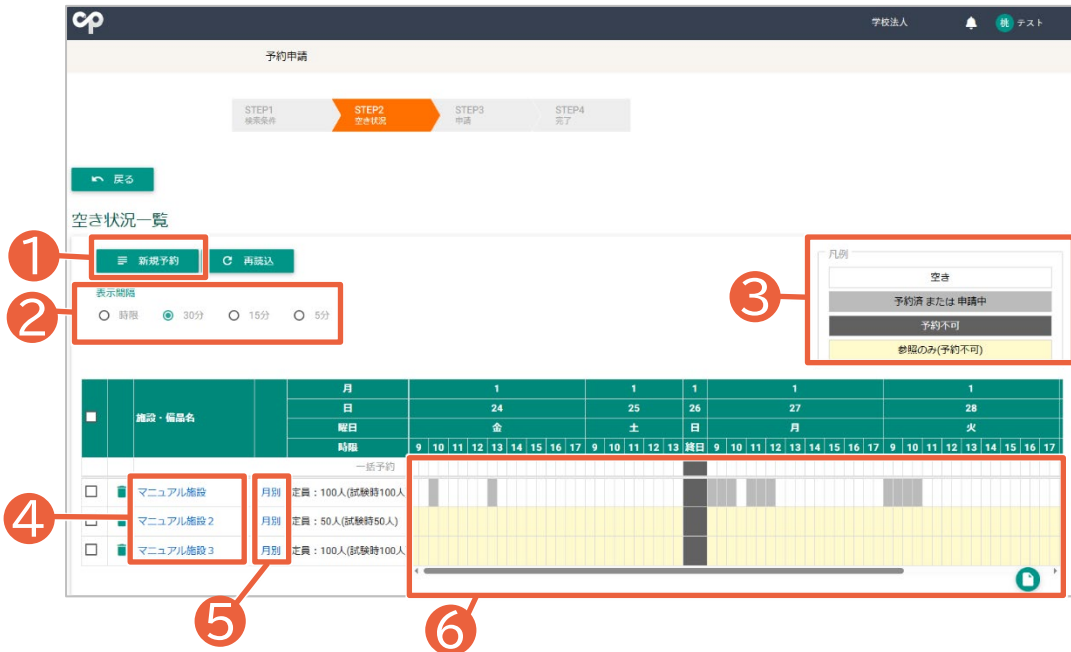 cp
学校法人
桃 テスト
予約申請
STEP1
検索条件
STEP2
空き状況
STEP3
申請
STEP4
完了
戻る
空き状況一覧
1
新規予約
再読込
2
表示間隔
時限 30分 15分 5分
3
凡例
空き
予約済 または 申請中
予約不可
参照のみ(予約不可)
施設・備品名
月 1 1 1 1 1
日 24 25 26 27 28
曜日 金 土 日 月 火
時限 9 10 11 12 13 14 15 16 17 9 10 11 12 13 終日 9 10 11 12 13 14 15 16 17 9 10 11 12 13 14 15 16 17
一括予約
4
マニュアル施設 月別 定員:100人(試験時100人
マニュアル施設2 月別 定員:50人(試験時50人)
マニュアル施設3 月別 定員:100人(試験時100人
5
6